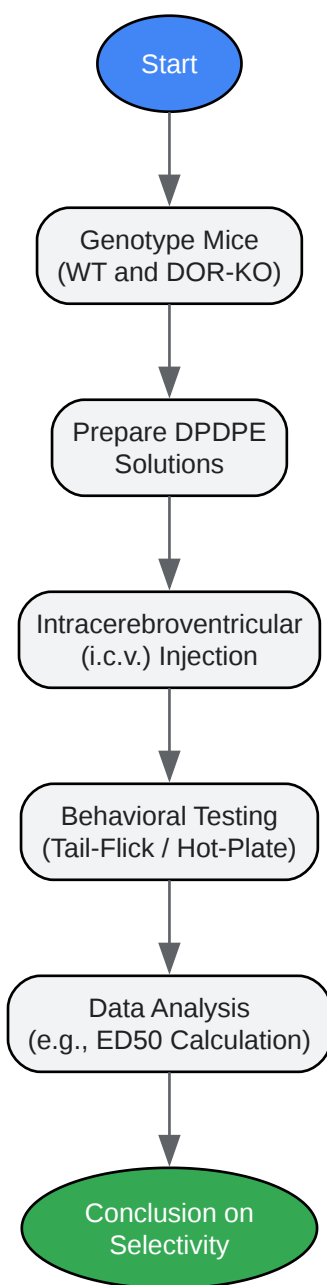 Start
Genotype Mice
(WT and DOR-KO)
Prepare DPDPE
Solutions
Intracerebroventricular
(i.c.v.) Injection
Behavioral Testing
(Tail-Flick / Hot-Plate)
Data Analysis
(e.g., ED50 Calculation)
Conclusion on
Selectivity